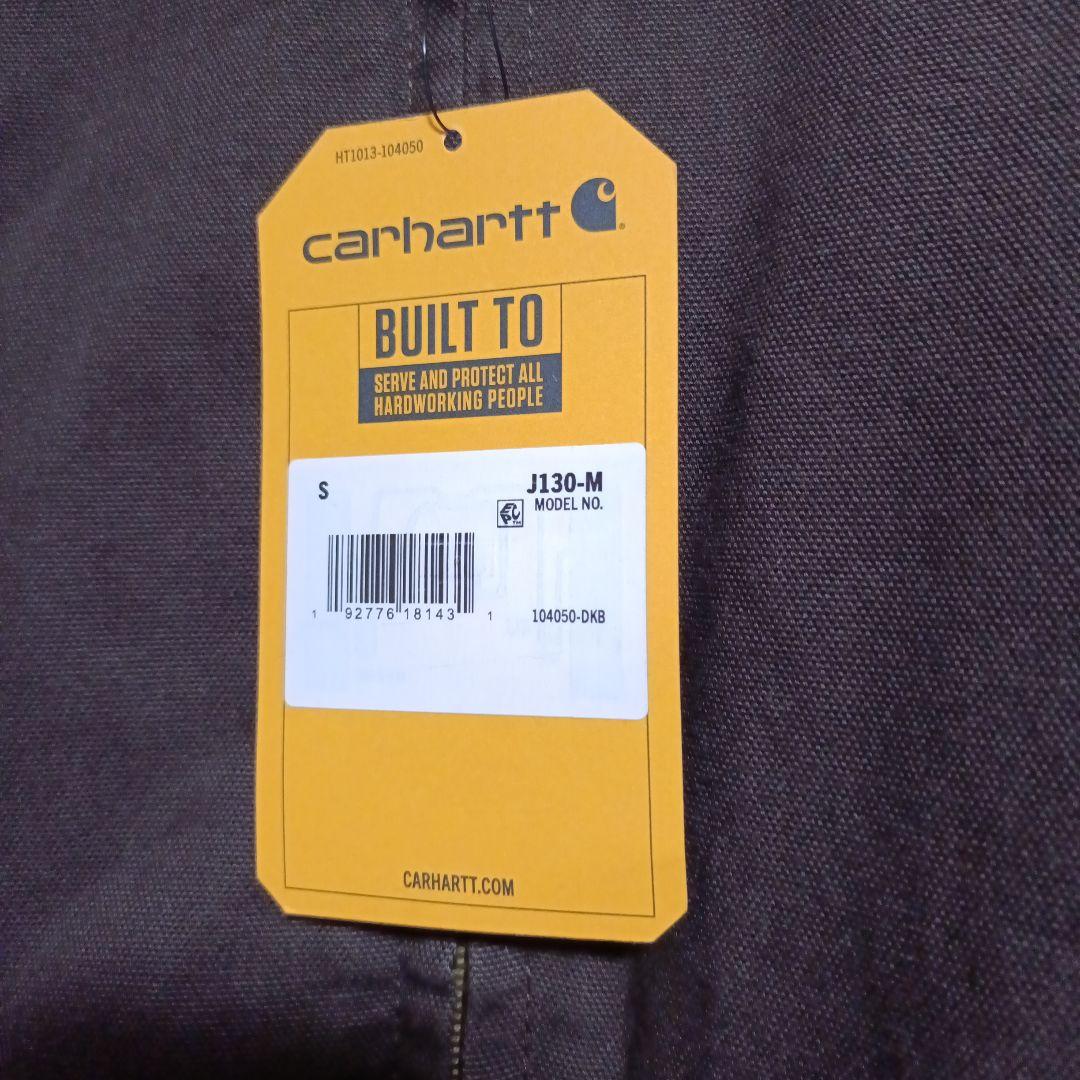 HT1013-104050
carhartt
BUILT TO
SERVE AND PROTECT ALL
HARDWORKING PEOPLE
S
J130-M
MODEL NO.
1 92776 18143 1
104050-DKB
CARHARTT.COM